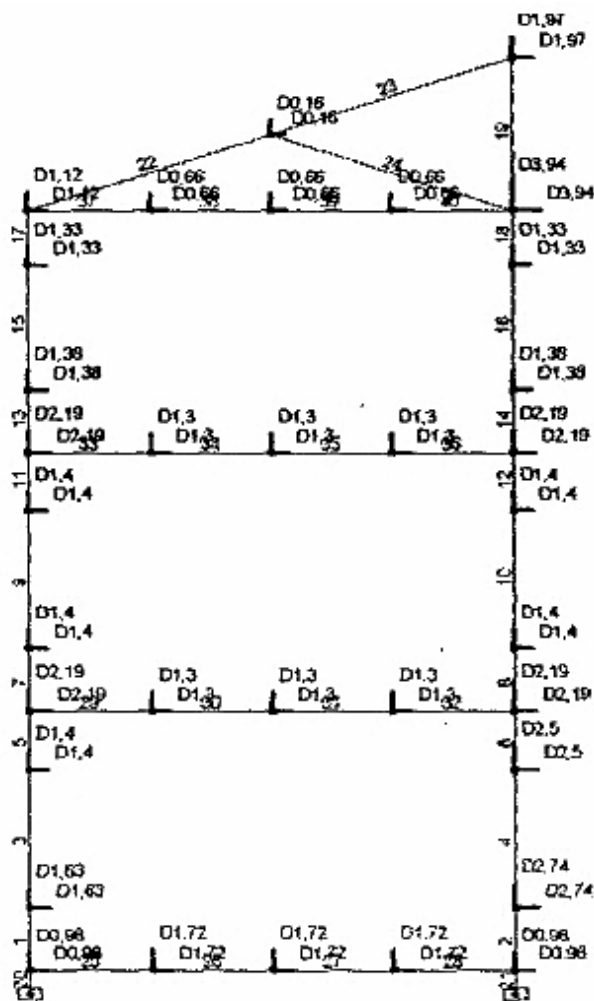 D1,97
D1,97
23
D0,16
D0,16
19
22
24
D1,12
D0,66
D0,66
D0,66
D3,94
D0,66
D0,66
D3,94
17
D1,33
18
D1,33
D1,33
D1,33
15
16
D1,38
D1,38
D1,38
D1,38
13
D2,19
D1,3
D1,3
D1,3
14
D2,19
D2,19
D1,3
D1,3
D1,3
D2,19
33
35
36
11
D1,4
12
D1,4
D1,4
D1,4
9
10
D1,4
D1,4
D1,4
D1,4
7
D2,19
D1,3
D1,3
D1,3
D2,19
D2,19
D1,3
D1,3
D1,3
D2,19
30
32
5
D1,4
D2,5
D1,4
D2,5
3
4
D1,63
D2,74
D1,63
D2,74
1
D0,98
D1,72
D1,72
D1,72
2
D0,98
D0,98
D1,72
D1,72
D1,72
D0,98